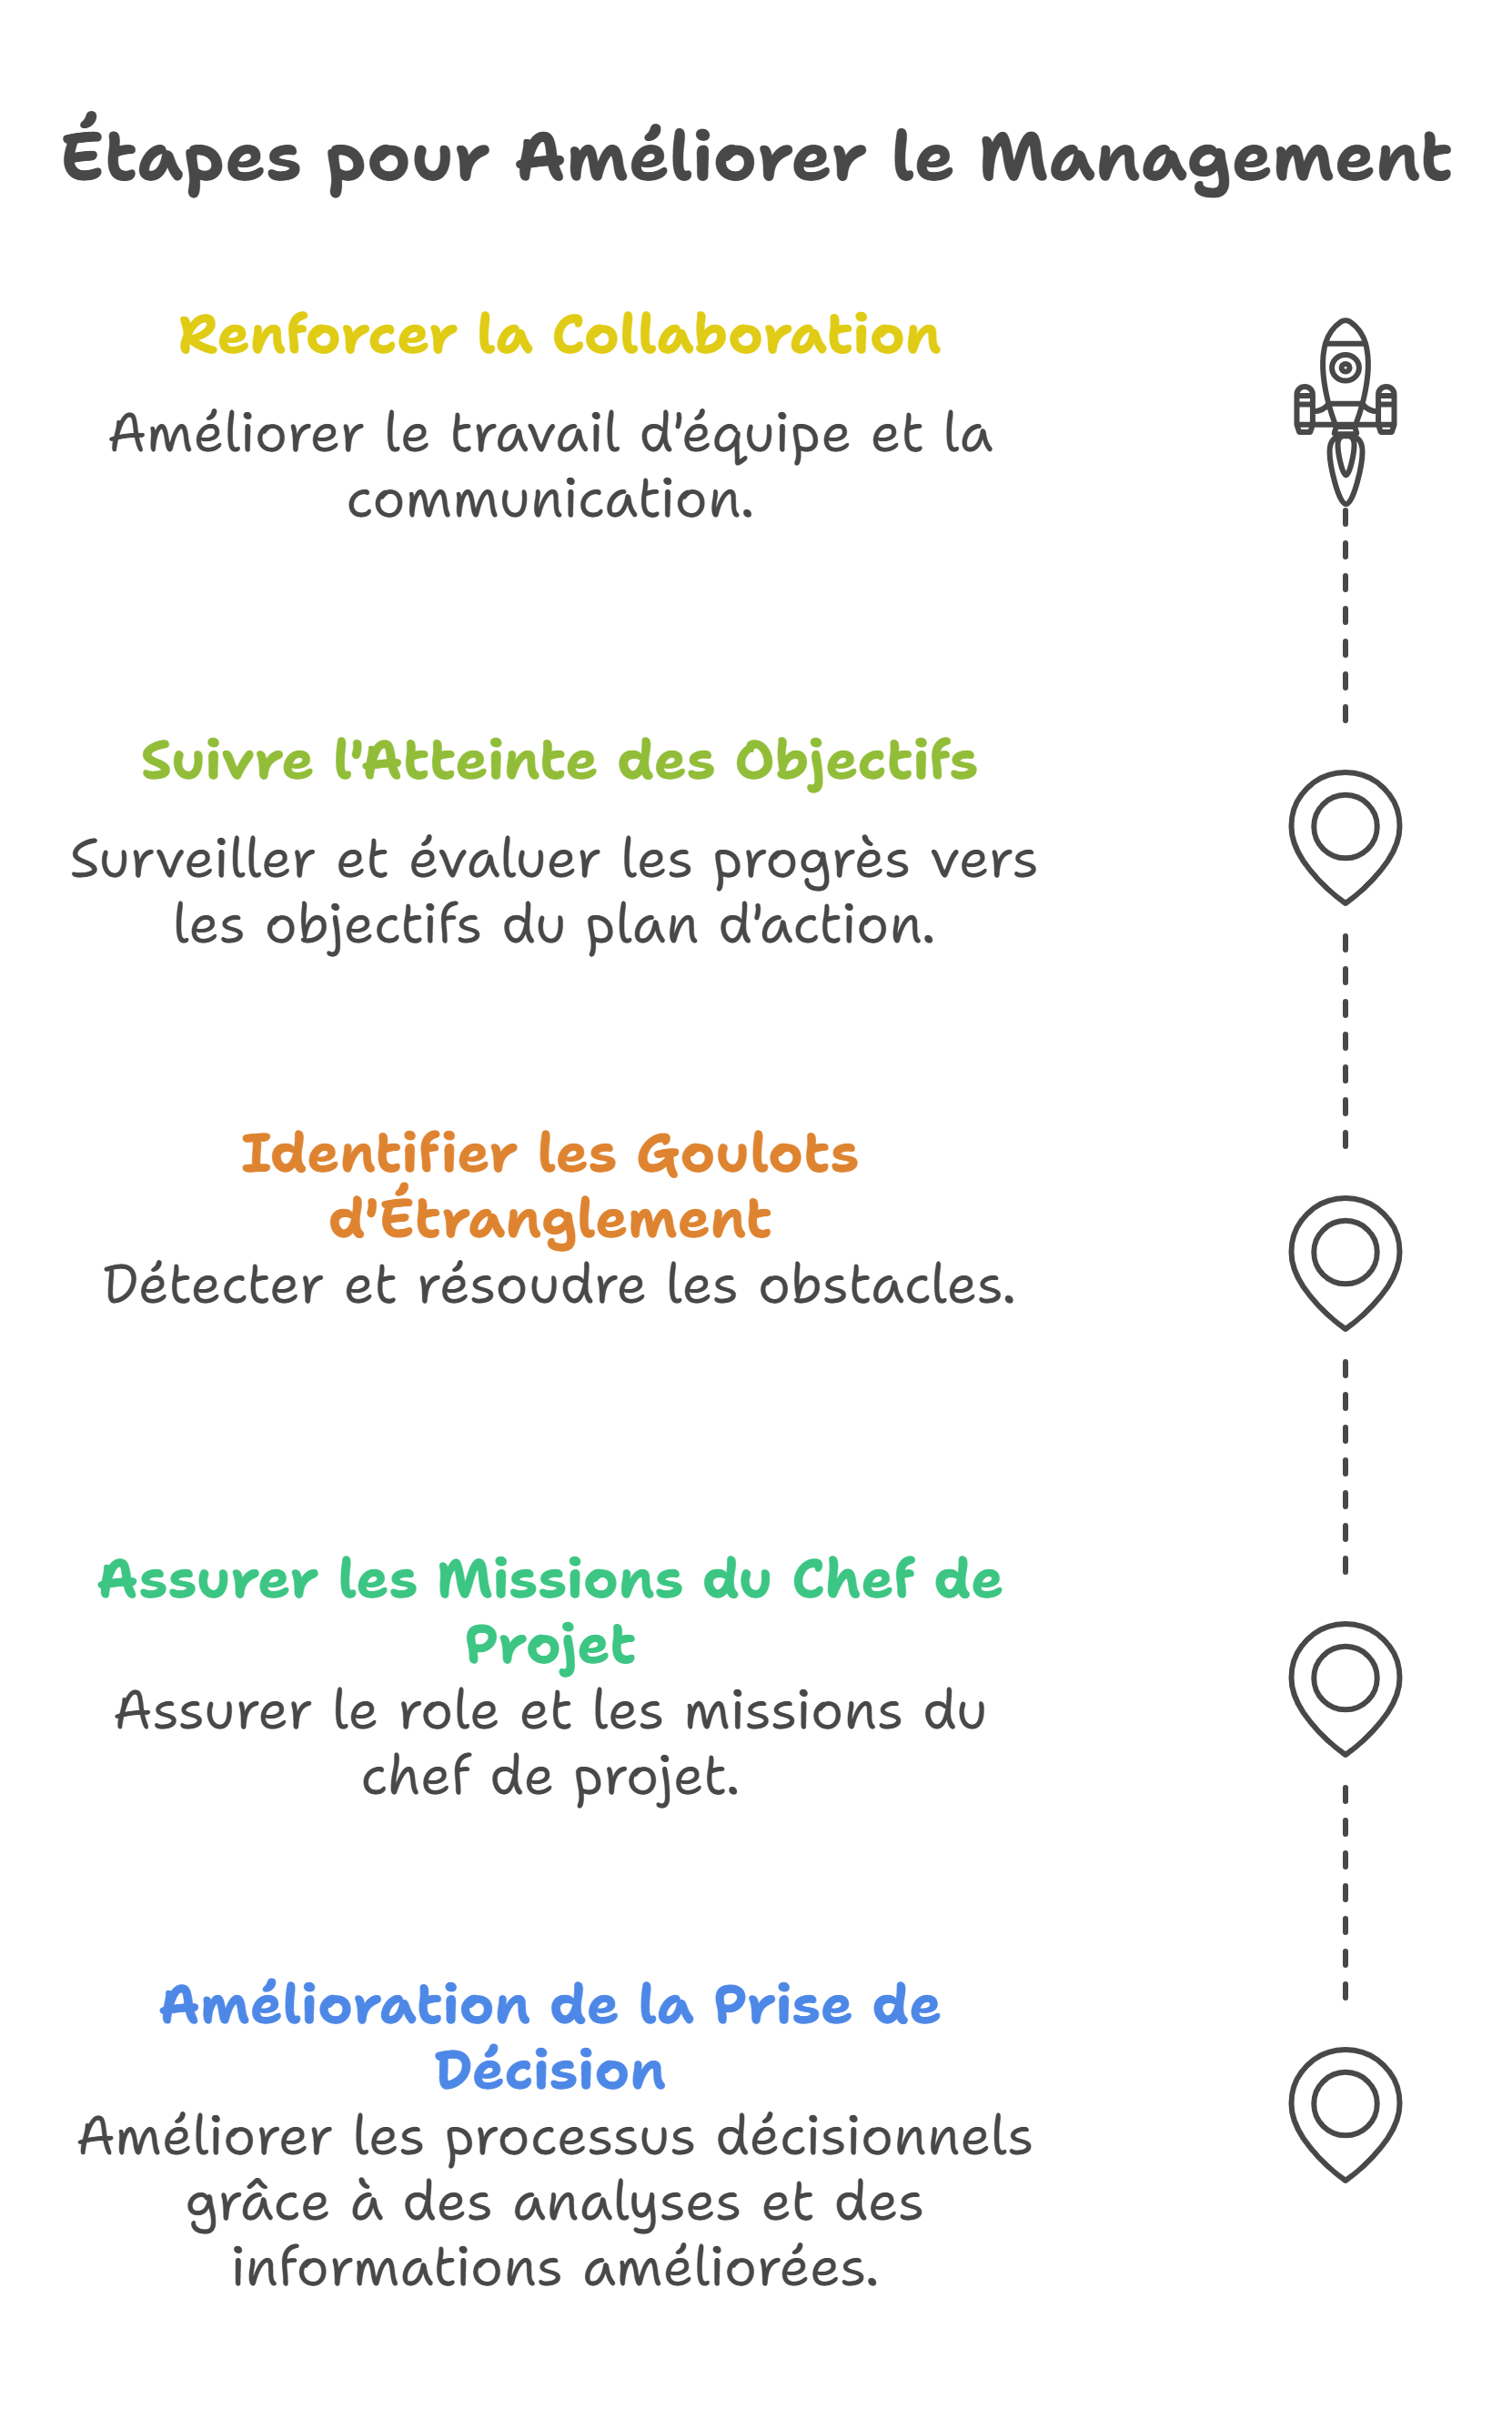 Étapes pour Améliorer le Management
Renforcer la Collaboration
Améliorer le travail d'équipe et la
communication.
Suivre l'Atteinte des Objectifs
Surveiller et évaluer les progrès vers
les objectifs du plan d'action.
Identifier les Goulots
d'Étranglement
Détecter et résoudre les obstacles.
Assurer les Missions du Chef de
Projet
Assurer le role et les missions du
chef de projet.
Amélioration de la Prise de
Décision
Améliorer les processus décisionnels
grâce à des analyses et des
informations améliorées.